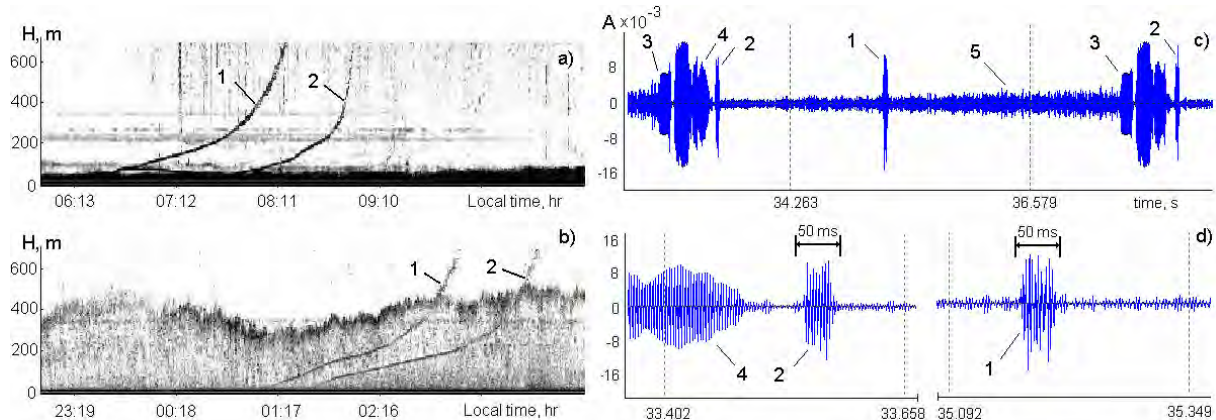 H, m
a)
600
1
2
400
200
0
06:13 07:12 08:11 09:10 Local time, hr
H, m
b)
600
1
2
400
200
0
23:19 00:18 01:17 02:16 Local time, hr
A ×10⁻³
c)
3
4
2
1
5
3
2
8
0
-8
-16
34.263 36.579 time, s
16
50 ms
50 ms
d)
8
0
-8
4
2
1
-16
33.402 33.658 35.092 35.349